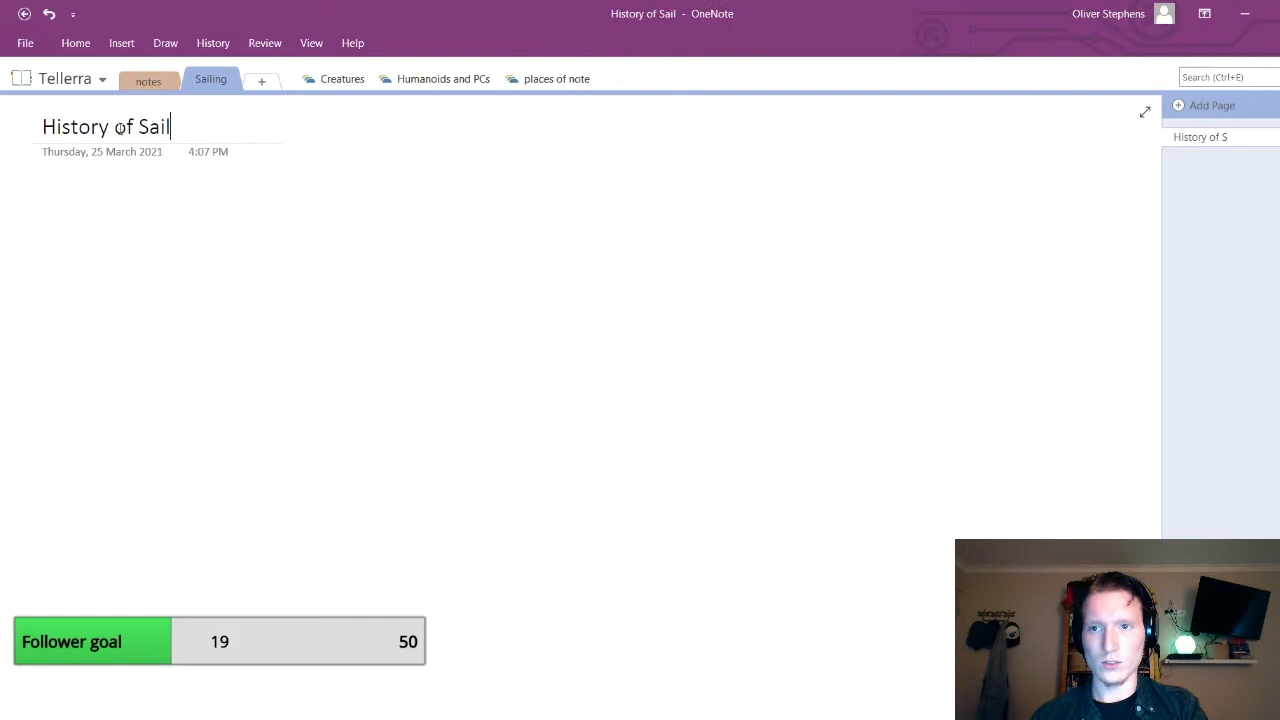 History of Sail - OneNote
Oliver Stephens
File Home Insert Draw History Review View Help
Tellerra notes Sailing + Creatures Humanoids and PCs places of note
Search (Ctrl+E)
Add Page
History of Sail
History of S
Thursday, 25 March 2021 4:07 PM
Follower goal 19 50